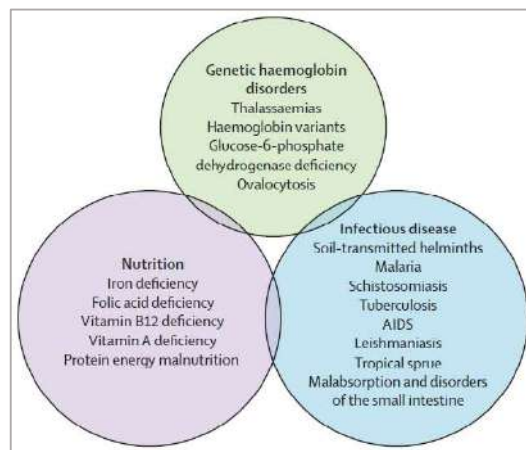 Genetic haemoglobin
disorders
Thalassaemias
Haemoglobin variants
Glucose-6-phosphate
dehydrogenase deficiency
Ovalocytosis
Nutrition
Iron deficiency
Folic acid deficiency
Vitamin B12 deficiency
Vitamin A deficiency
Protein energy malnutrition
Infectious disease
Soil-transmitted helminths
Malaria
Schistosomiasis
Tuberculosis
AIDS
Leishmaniasis
Tropical sprue
Malabsorption and disorders
of the small intestine